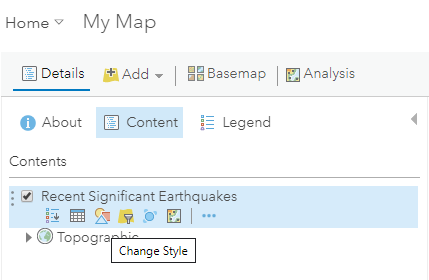 Home My Map
Details Add Basemap Analysis
About Content Legend
Contents
Recent Significant Earthquakes
Topographic
Change Style